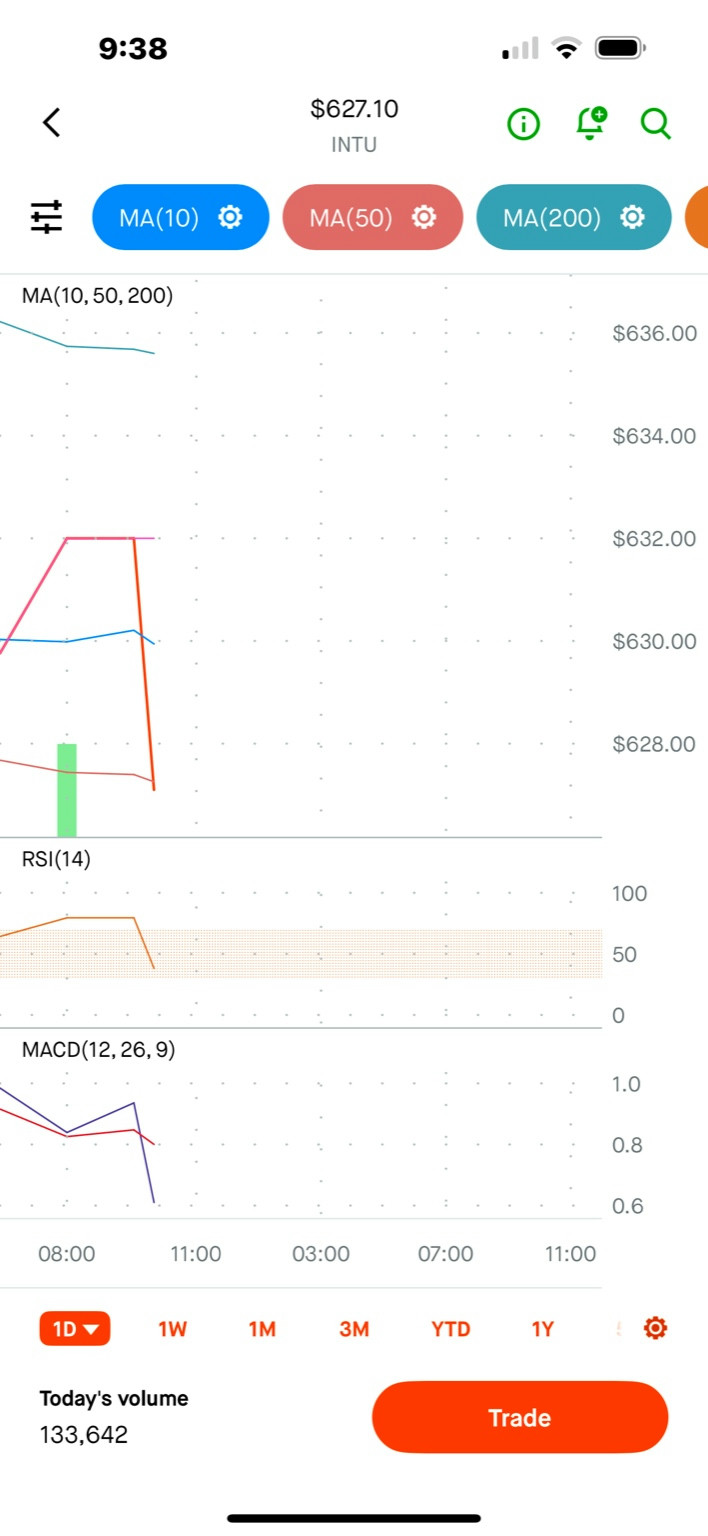 9:38
$627.10
INTU
MA(10)
MA(50)
MA(200)
MA(10, 50, 200)
$636.00
$634.00
$632.00
$630.00
$628.00
RSI(14)
100
50
0
MACD(12, 26, 9)
1.0
0.8
0.6
08:00 11:00 03:00 07:00 11:00
1D 1W 1M 3M YTD 1Y
Today's volume
133,642
Trade